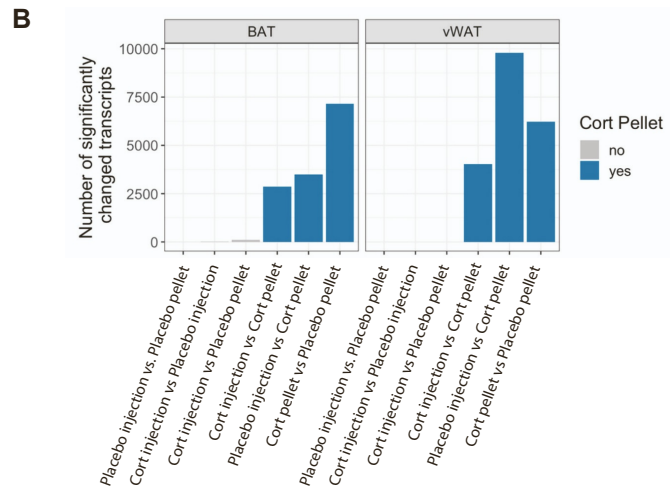 B
BAT
vWAT
Number of significantly
changed transcripts
10000
7500
5000
2500
0
Cort Pellet
no
yes
Placebo injection vs. Placebo pellet
Cort injection vs Placebo injection
Cort injection vs Placebo pellet
Cort injection vs Cort pellet
Placebo injection vs Cort pellet
Cort pellet vs Placebo pellet
Placebo injection vs. Placebo pellet
Cort injection vs Placebo injection
Cort injection vs Placebo pellet
Cort injection vs Cort pellet
Placebo injection vs Cort pellet
Cort pellet vs Placebo pellet